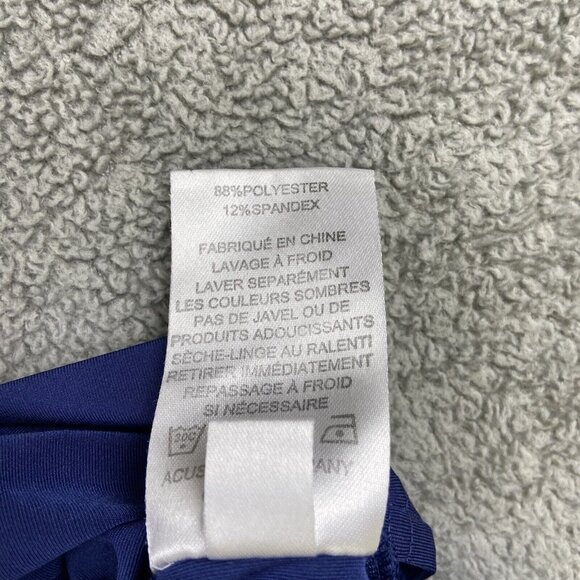 88%POLYESTER
12%SPANDEX
FABRIQUÉ EN CHINE
LAVAGE À FROID
LAVER SEPARÉMENT
LES COULEURS SOMBRES
PAS DE JAVEL OU DE
PRODUITS ADOUCISSANTS
SÈCHE-LINGE AU RALENTI
RETIRER IMMÉDIATEMENT
REPASSAGE À FROID
SI NÉCESSAIRE
30C